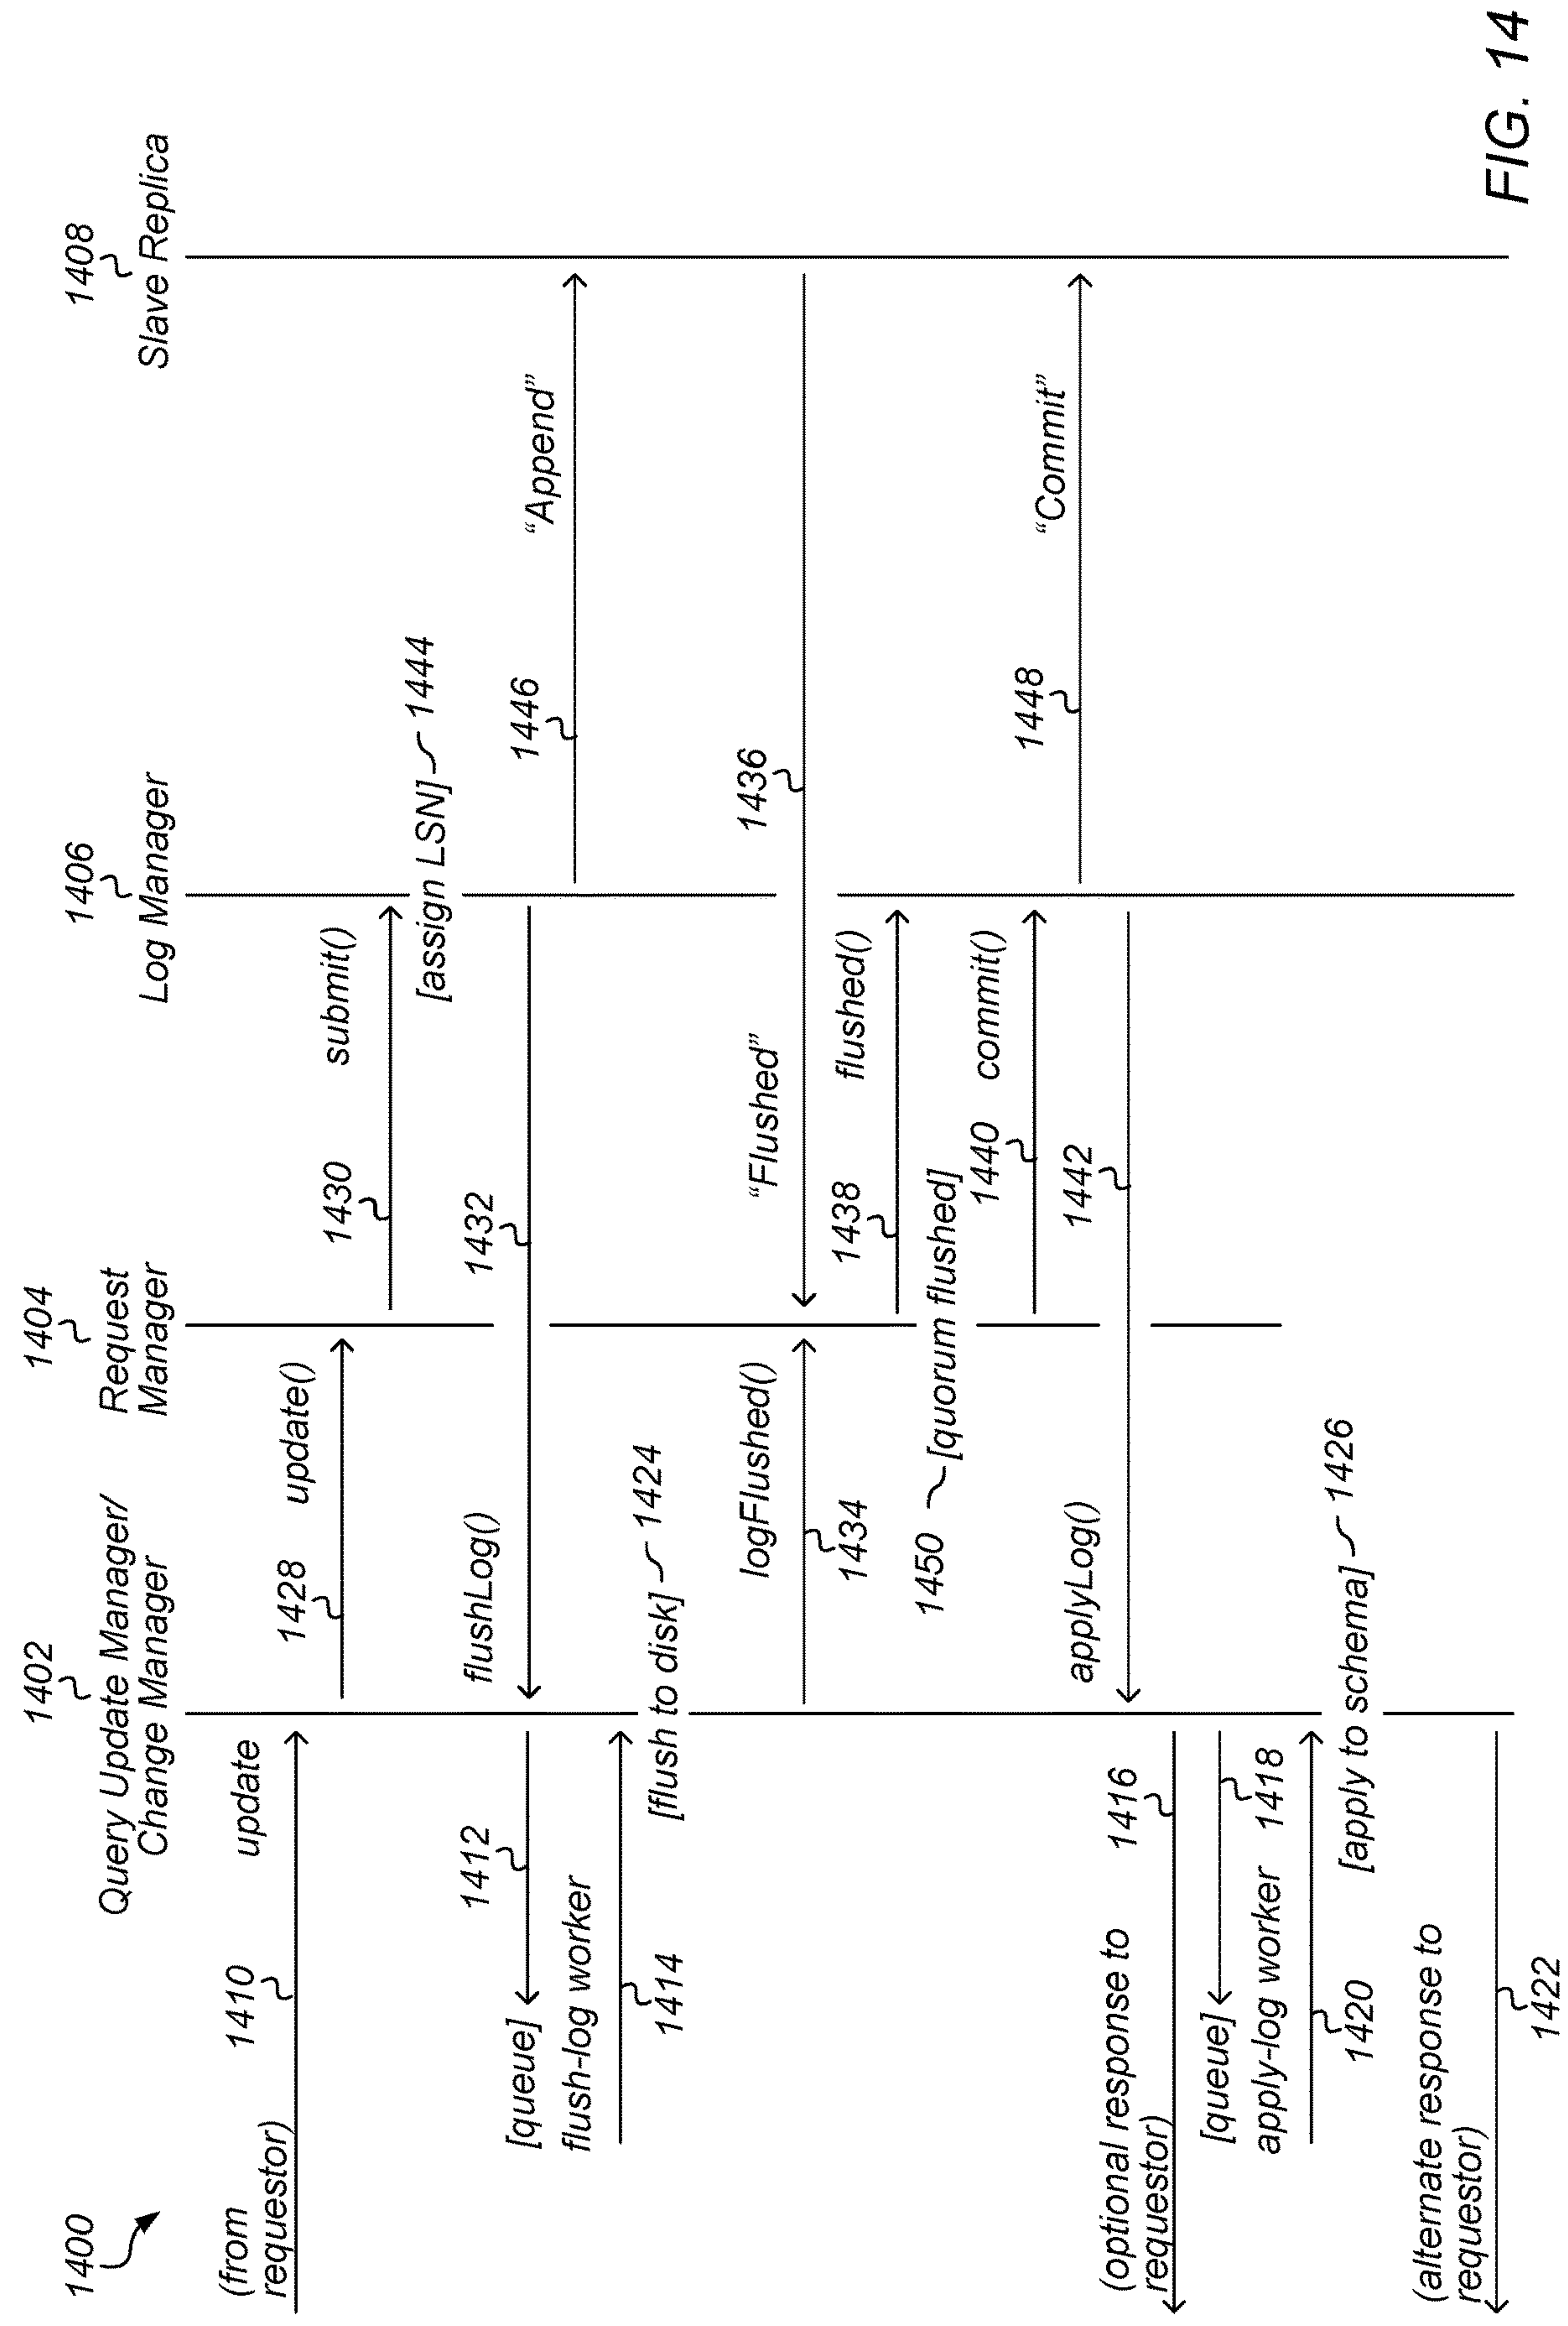 1400
1402
Query Update Manager/
Change Manager
1404
Request
Manager
1406
Log Manager
1408
Slave Replica
(from
requestor)
1410
update
1428
update()
1430
submit()
[assign LSN]
1444
[queue]
1412
flushLog()
1432
1446
“Append”
flush-log worker
1414
[flush to disk]
1424
logFlushed()
1434
“Flushed”
1436
1438
flushed()
1450
[quorum flushed]
1440
commit()
1448
“Commit”
applyLog()
1442
(optional response to
requestor)
1416
[queue]
1418
apply-log worker
1420
[apply to schema]
1426
(alternate response to
requestor)
1422
FIG. 14